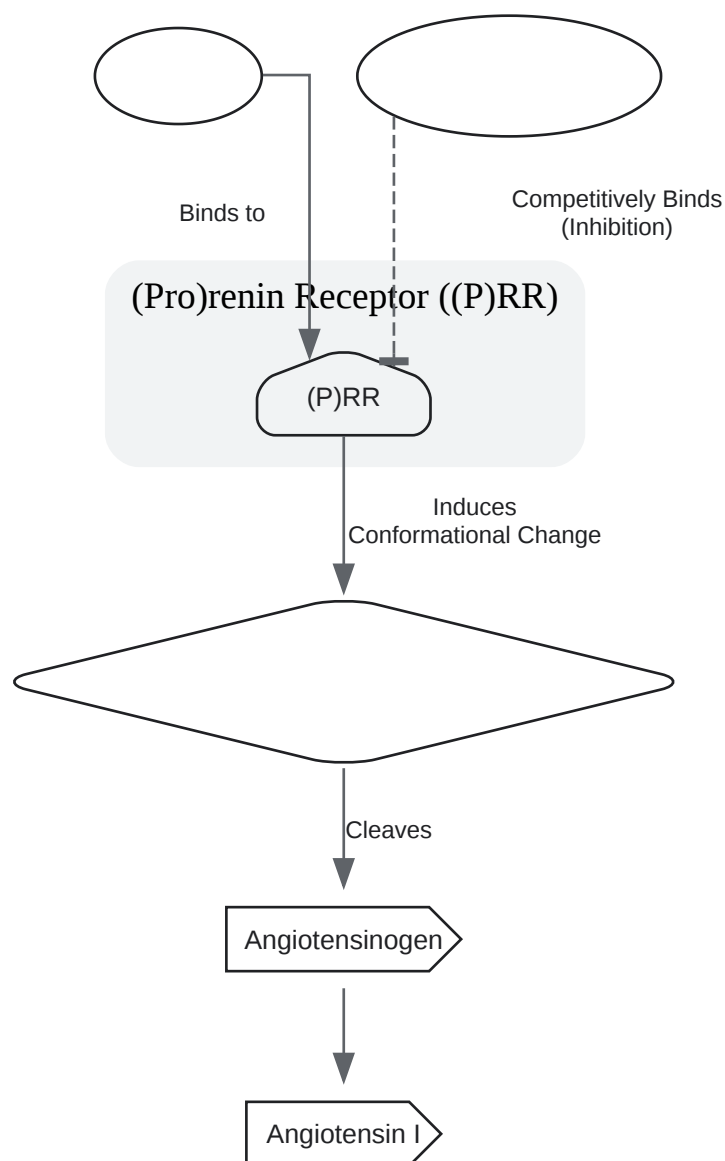 Binds to
Competitively Binds
(Inhibition)
(Pro)renin Receptor ((P)RR)
(P)RR
Induces
Conformational Change
Cleaves
Angiotensinogen
Angiotensin I